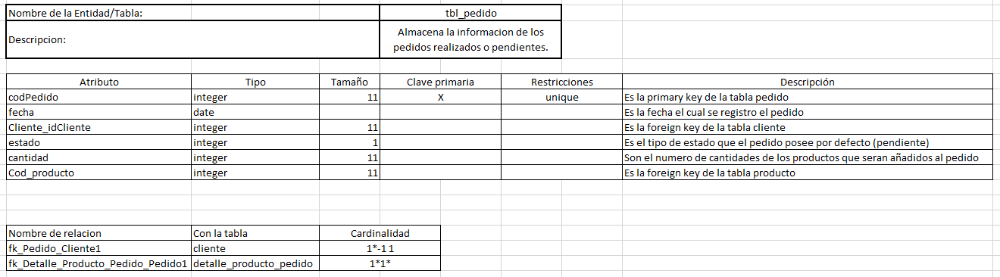 Nombre de la Entidad/Tabla: tbl_pedido
Descripcion: Almacena la informacion de los
pedidos realizados o pendientes.
Atributo Tipo Tamaño Clave primaria Restricciones Descripción
codPedido integer 11 X unique Es la primary key de la tabla pedido
fecha date Es la fecha el cual se registro el pedido
Cliente_idCliente integer 11 Es la foreign key de la tabla cliente
estado integer 1 Es el tipo de estado que el pedido posee por defecto (pendiente)
cantidad integer 11 Son el numero de cantidades de los productos que seran añadidos al pedido
Cod_producto integer 11 Es la foreign key de la tabla producto
Nombre de relacion Con la tabla Cardinalidad
fk_Pedido_Cliente1 cliente 1*-1 1
fk_Detalle_Producto_Pedido_Pedido1 detalle_producto_pedido 1*1*